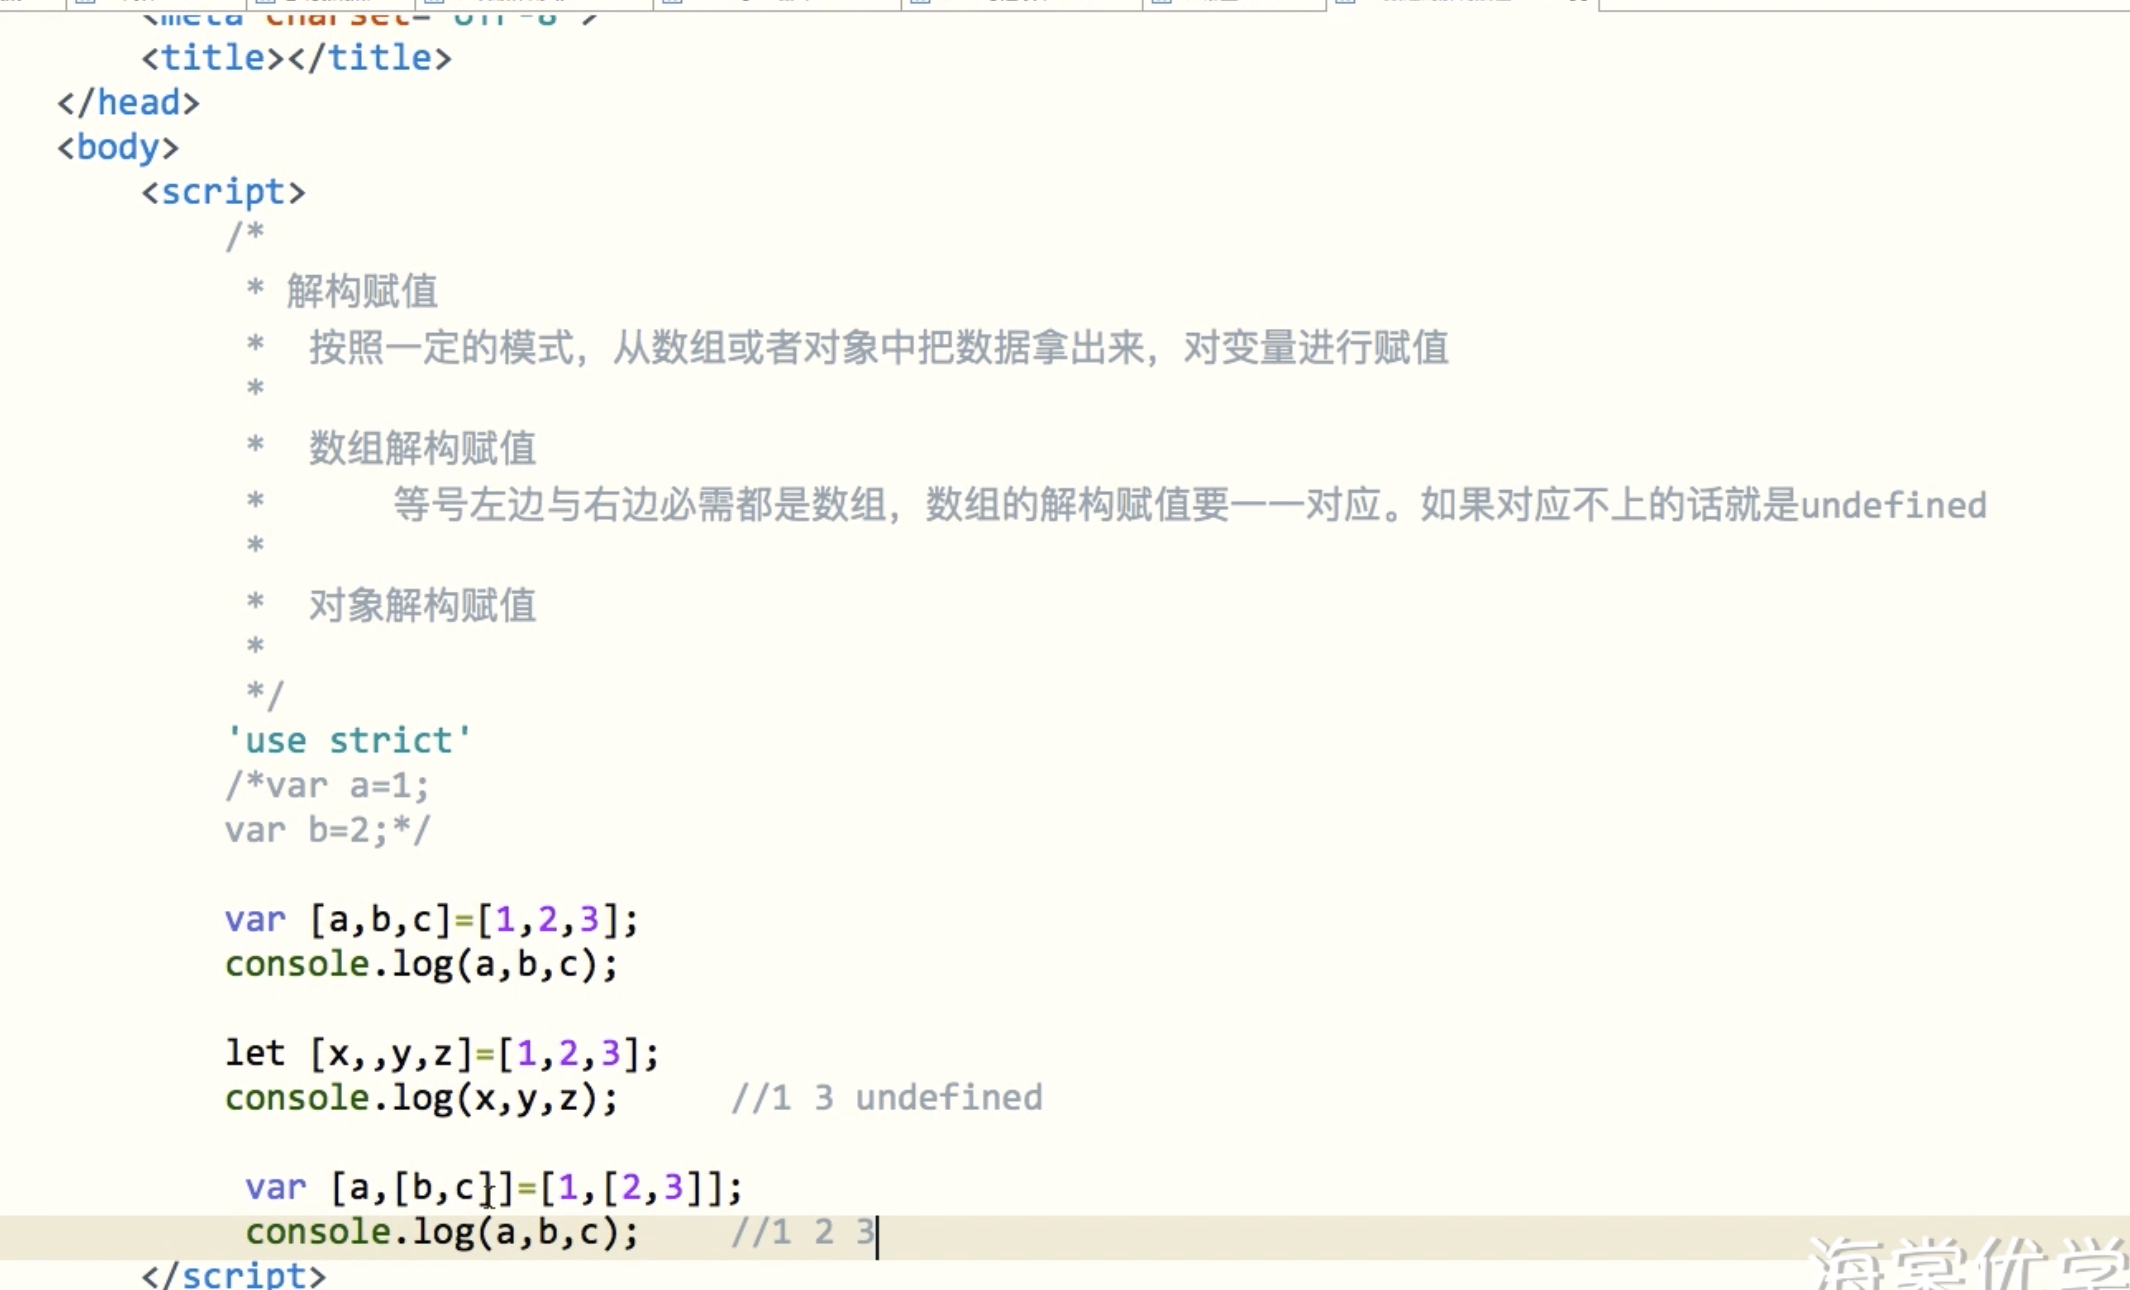 <meta charset="utf-8">
<title></title>
</head>
<body>
<script>
/*
* 解构赋值
* 按照一定的模式，从数组或者对象中把数据拿出来，对变量进行赋值
*
* 数组解构赋值
* 等号左边与右边必需都是数组，数组的解构赋值要一一对应。如果对应不上的话就是undefined
*
* 对象解构赋值
*
*/
'use strict'
/*var a=1;
var b=2;*/
var [a,b,c]=[1,2,3];
console.log(a,b,c);
let [x,,y,z]=[1,2,3];
console.log(x,y,z); //1 3 undefined
var [a,[b,c]]=[1,[2,3]];
console.log(a,b,c); //1 2 3
</script>
海棠优学